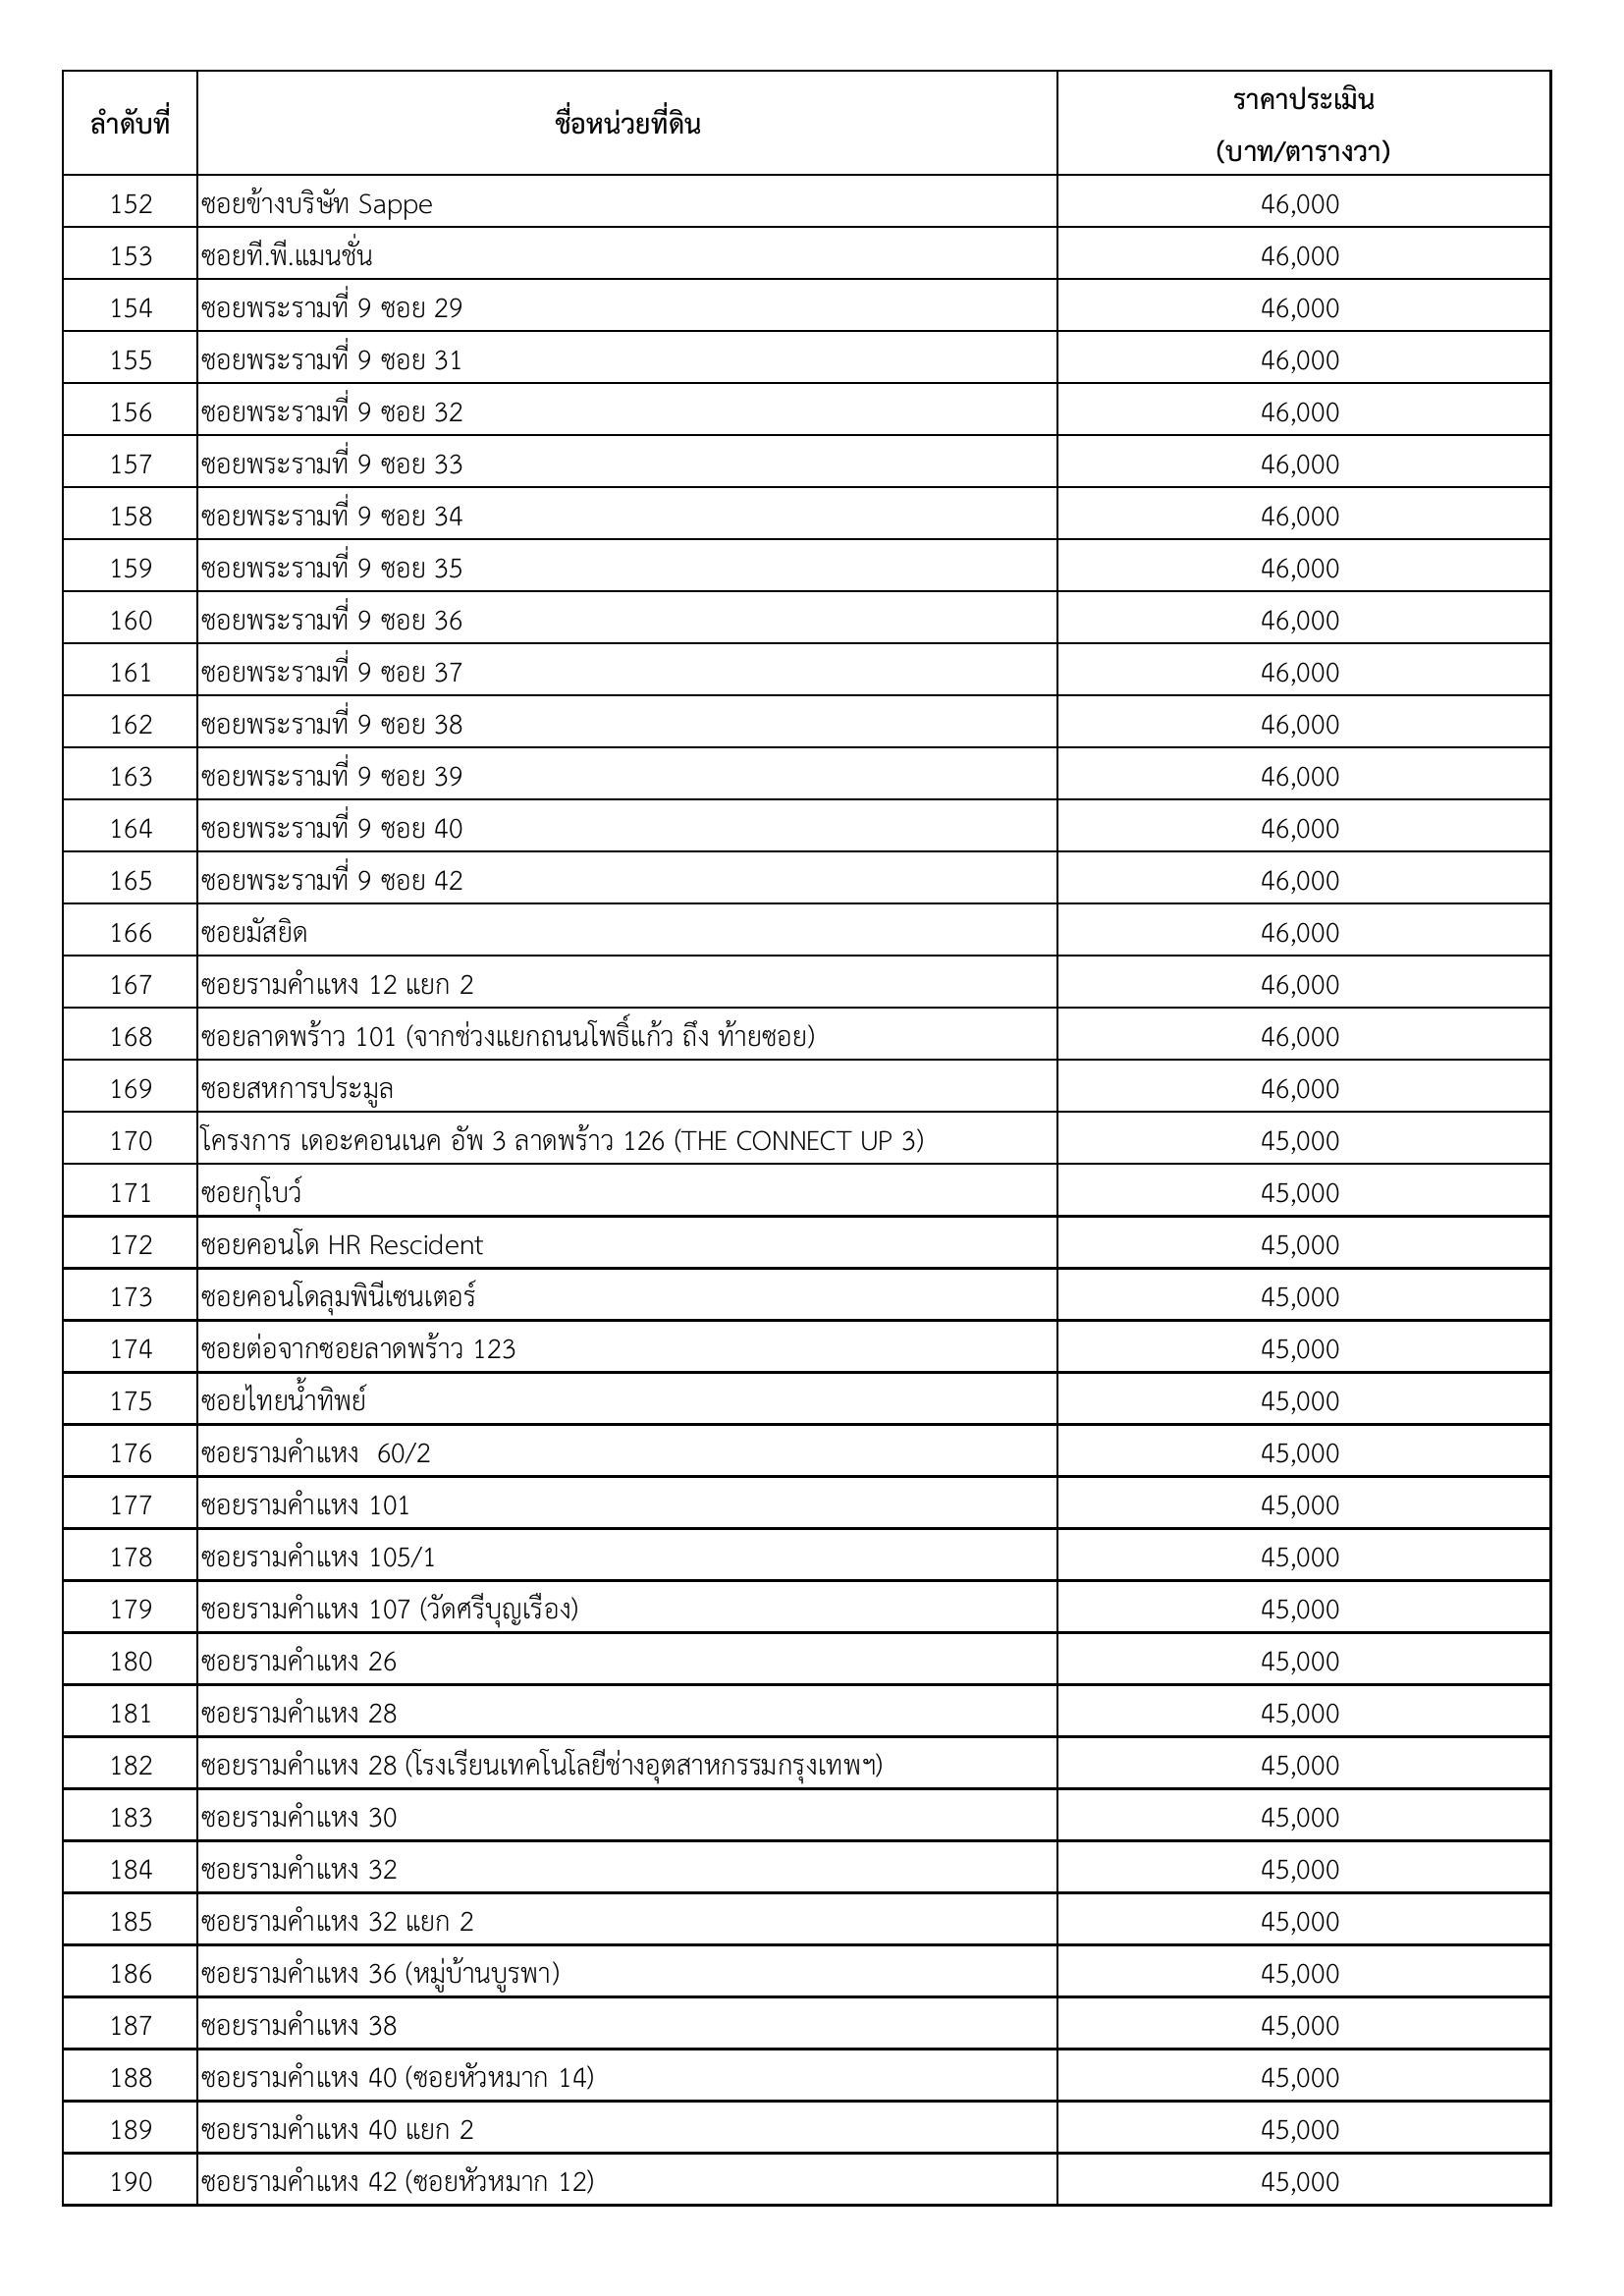 ลำดับที่ ชื่อหน่วยที่ดิน ราคาประเมิน
(บาท/ตารางวา)
152 ซอยข้างบริษัท Sappe 46,000
153 ซอยที.พี.แมนชั่น 46,000
154 ซอยพระรามที่ 9 ซอย 29 46,000
155 ซอยพระรามที่ 9 ซอย 31 46,000
156 ซอยพระรามที่ 9 ซอย 32 46,000
157 ซอยพระรามที่ 9 ซอย 33 46,000
158 ซอยพระรามที่ 9 ซอย 34 46,000
159 ซอยพระรามที่ 9 ซอย 35 46,000
160 ซอยพระรามที่ 9 ซอย 36 46,000
161 ซอยพระรามที่ 9 ซอย 37 46,000
162 ซอยพระรามที่ 9 ซอย 38 46,000
163 ซอยพระรามที่ 9 ซอย 39 46,000
164 ซอยพระรามที่ 9 ซอย 40 46,000
165 ซอยพระรามที่ 9 ซอย 42 46,000
166 ซอยมัสยิด 46,000
167 ซอยรามคำแหง 12 แยก 2 46,000
168 ซอยลาดพร้าว 101 (จากช่วงแยกถนนโพธิ์แก้ว ถึง ท้ายซอย) 46,000
169 ซอยสหการประมูล 46,000
170 โครงการ เดอะคอนเนค อัพ 3 ลาดพร้าว 126 (THE CONNECT UP 3) 45,000
171 ซอยกุโบว์ 45,000
172 ซอยคอนโด HR Rescident 45,000
173 ซอยคอนโดลุมพินีเซนเตอร์ 45,000
174 ซอยต่อจากซอยลาดพร้าว 123 45,000
175 ซอยไทยน้ำทิพย์ 45,000
176 ซอยรามคำแหง 60/2 45,000
177 ซอยรามคำแหง 101 45,000
178 ซอยรามคำแหง 105/1 45,000
179 ซอยรามคำแหง 107 (วัดศรีบุญเรือง) 45,000
180 ซอยรามคำแหง 26 45,000
181 ซอยรามคำแหง 28 45,000
182 ซอยรามคำแหง 28 (โรงเรียนเทคโนโลยีช่างอุตสาหกรรมกรุงเทพฯ) 45,000
183 ซอยรามคำแหง 30 45,000
184 ซอยรามคำแหง 32 45,000
185 ซอยรามคำแหง 32 แยก 2 45,000
186 ซอยรามคำแหง 36 (หมู่บ้านบูรพา) 45,000
187 ซอยรามคำแหง 38 45,000
188 ซอยรามคำแหง 40 (ซอยหัวหมาก 14) 45,000
189 ซอยรามคำแหง 40 แยก 2 45,000
190 ซอยรามคำแหง 42 (ซอยหัวหมาก 12) 45,000